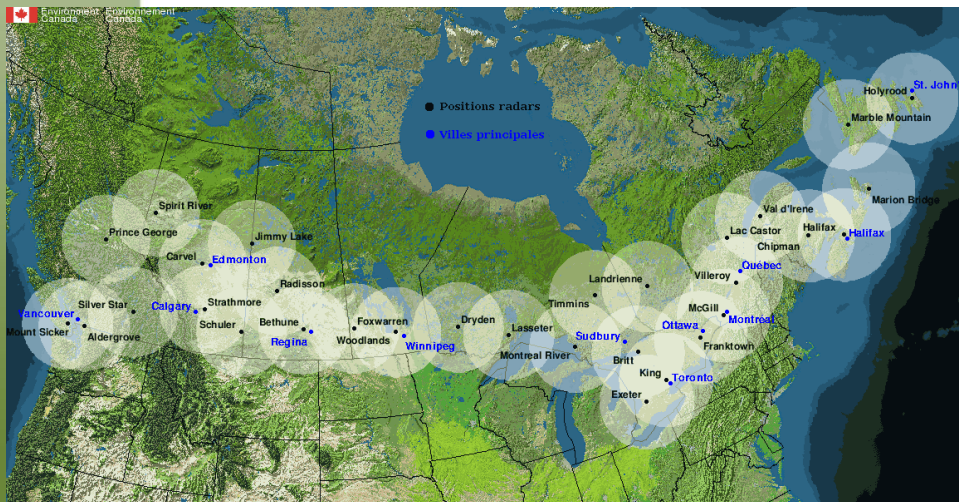 Environment Environnement
Canada Canada
Positions radars
Villes principales
Holyrood
St. John
Marble Mountain
Marion Bridge
Spirit River
Prince George
Jimmy Lake
Carvel
Edmonton
Val d'Irene
Lac Castor
Chipman
Halifax
Halifax
Québec
Villeroy
Landrienne
Timmins
Radisson
Silver Star
Calgary
Strathmore
Vancouver
Mount Sicker
Aldergrove
Schuler
Bethune
Regina
Foxwarren
Woodlands
Winnipeg
Dryden
Lasseter
Montreal River
Sudbury
Britt
McGill
Montréal
Ottawa
Franktown
King
Toronto
Exeter